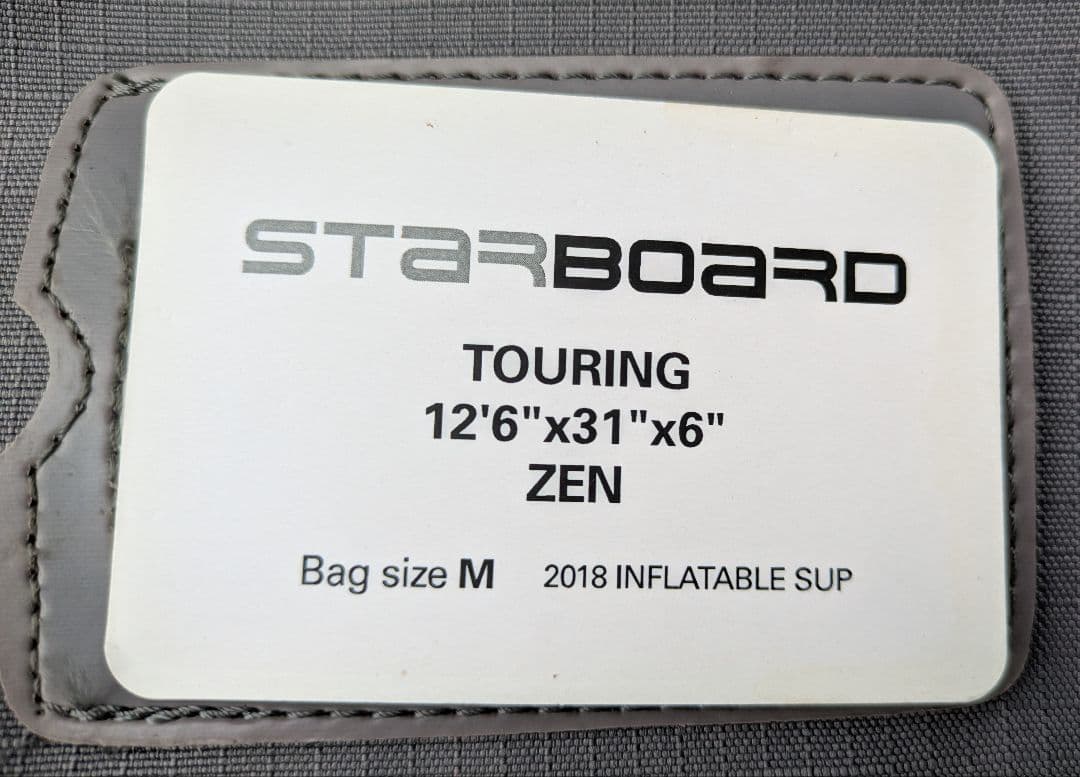 STARBOARD
TOURING
12'6"x31"x6"
ZEN
Bag size M 2018 INFLATABLE SUP